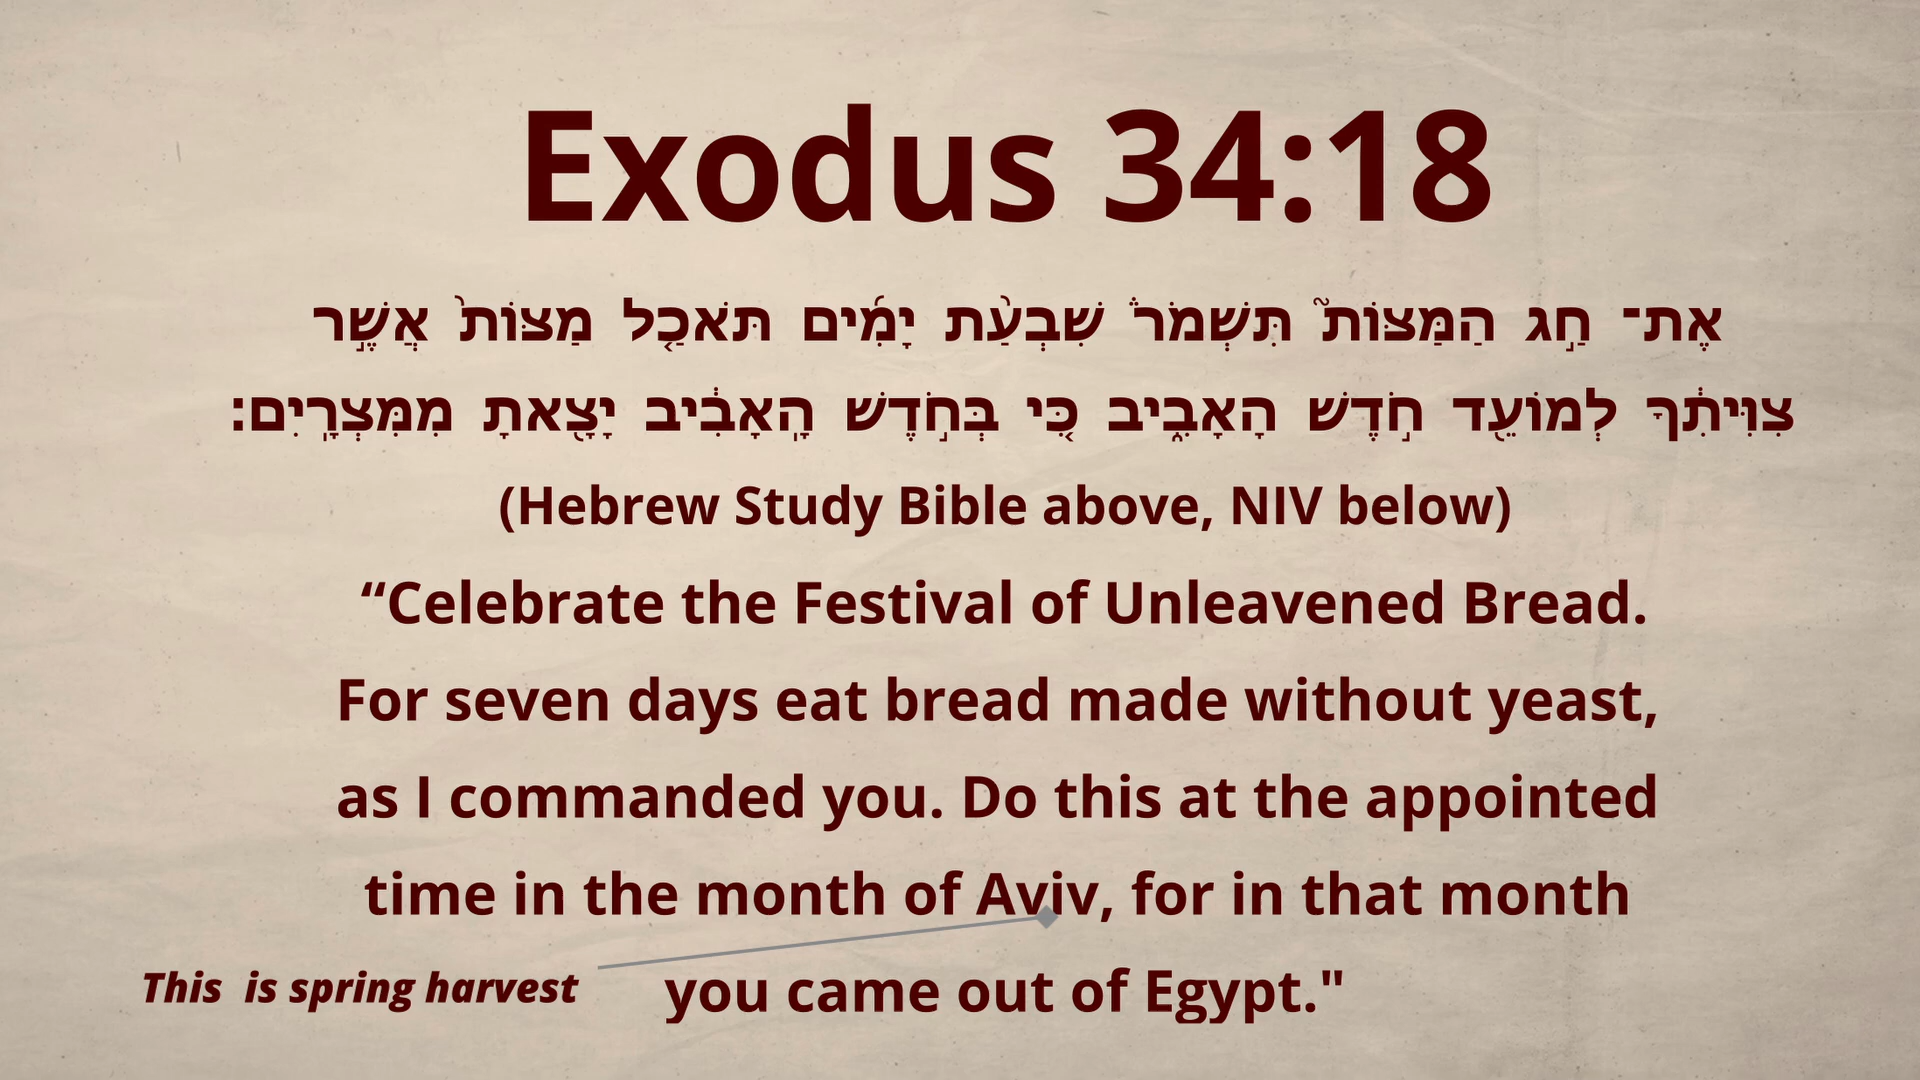 Exodus 34:18
אֶת־ חַ֣ג הַמַּצּוֹת֮ תִּשְׁמֹר֒ שִׁבְעַ֨ת יָמִ֜ים תֹּאכַ֤ל מַצּוֹת֙ אֲשֶׁ֣ר
צִוִּיתִ֔ךָ לְמוֹעֵ֖ד חֹ֣דֶשׁ הָאָבִ֑יב כִּ֚י בְּחֹ֣דֶשׁ הָֽאָבִ֔יב יָצָ֖אתָ מִמִּצְרָֽיִם׃
(Hebrew Study Bible above, NIV below)
“Celebrate the Festival of Unleavened Bread.
For seven days eat bread made without yeast,
as I commanded you. Do this at the appointed
time in the month of Aviv, for in that month
you came out of Egypt."
This  is spring harvest